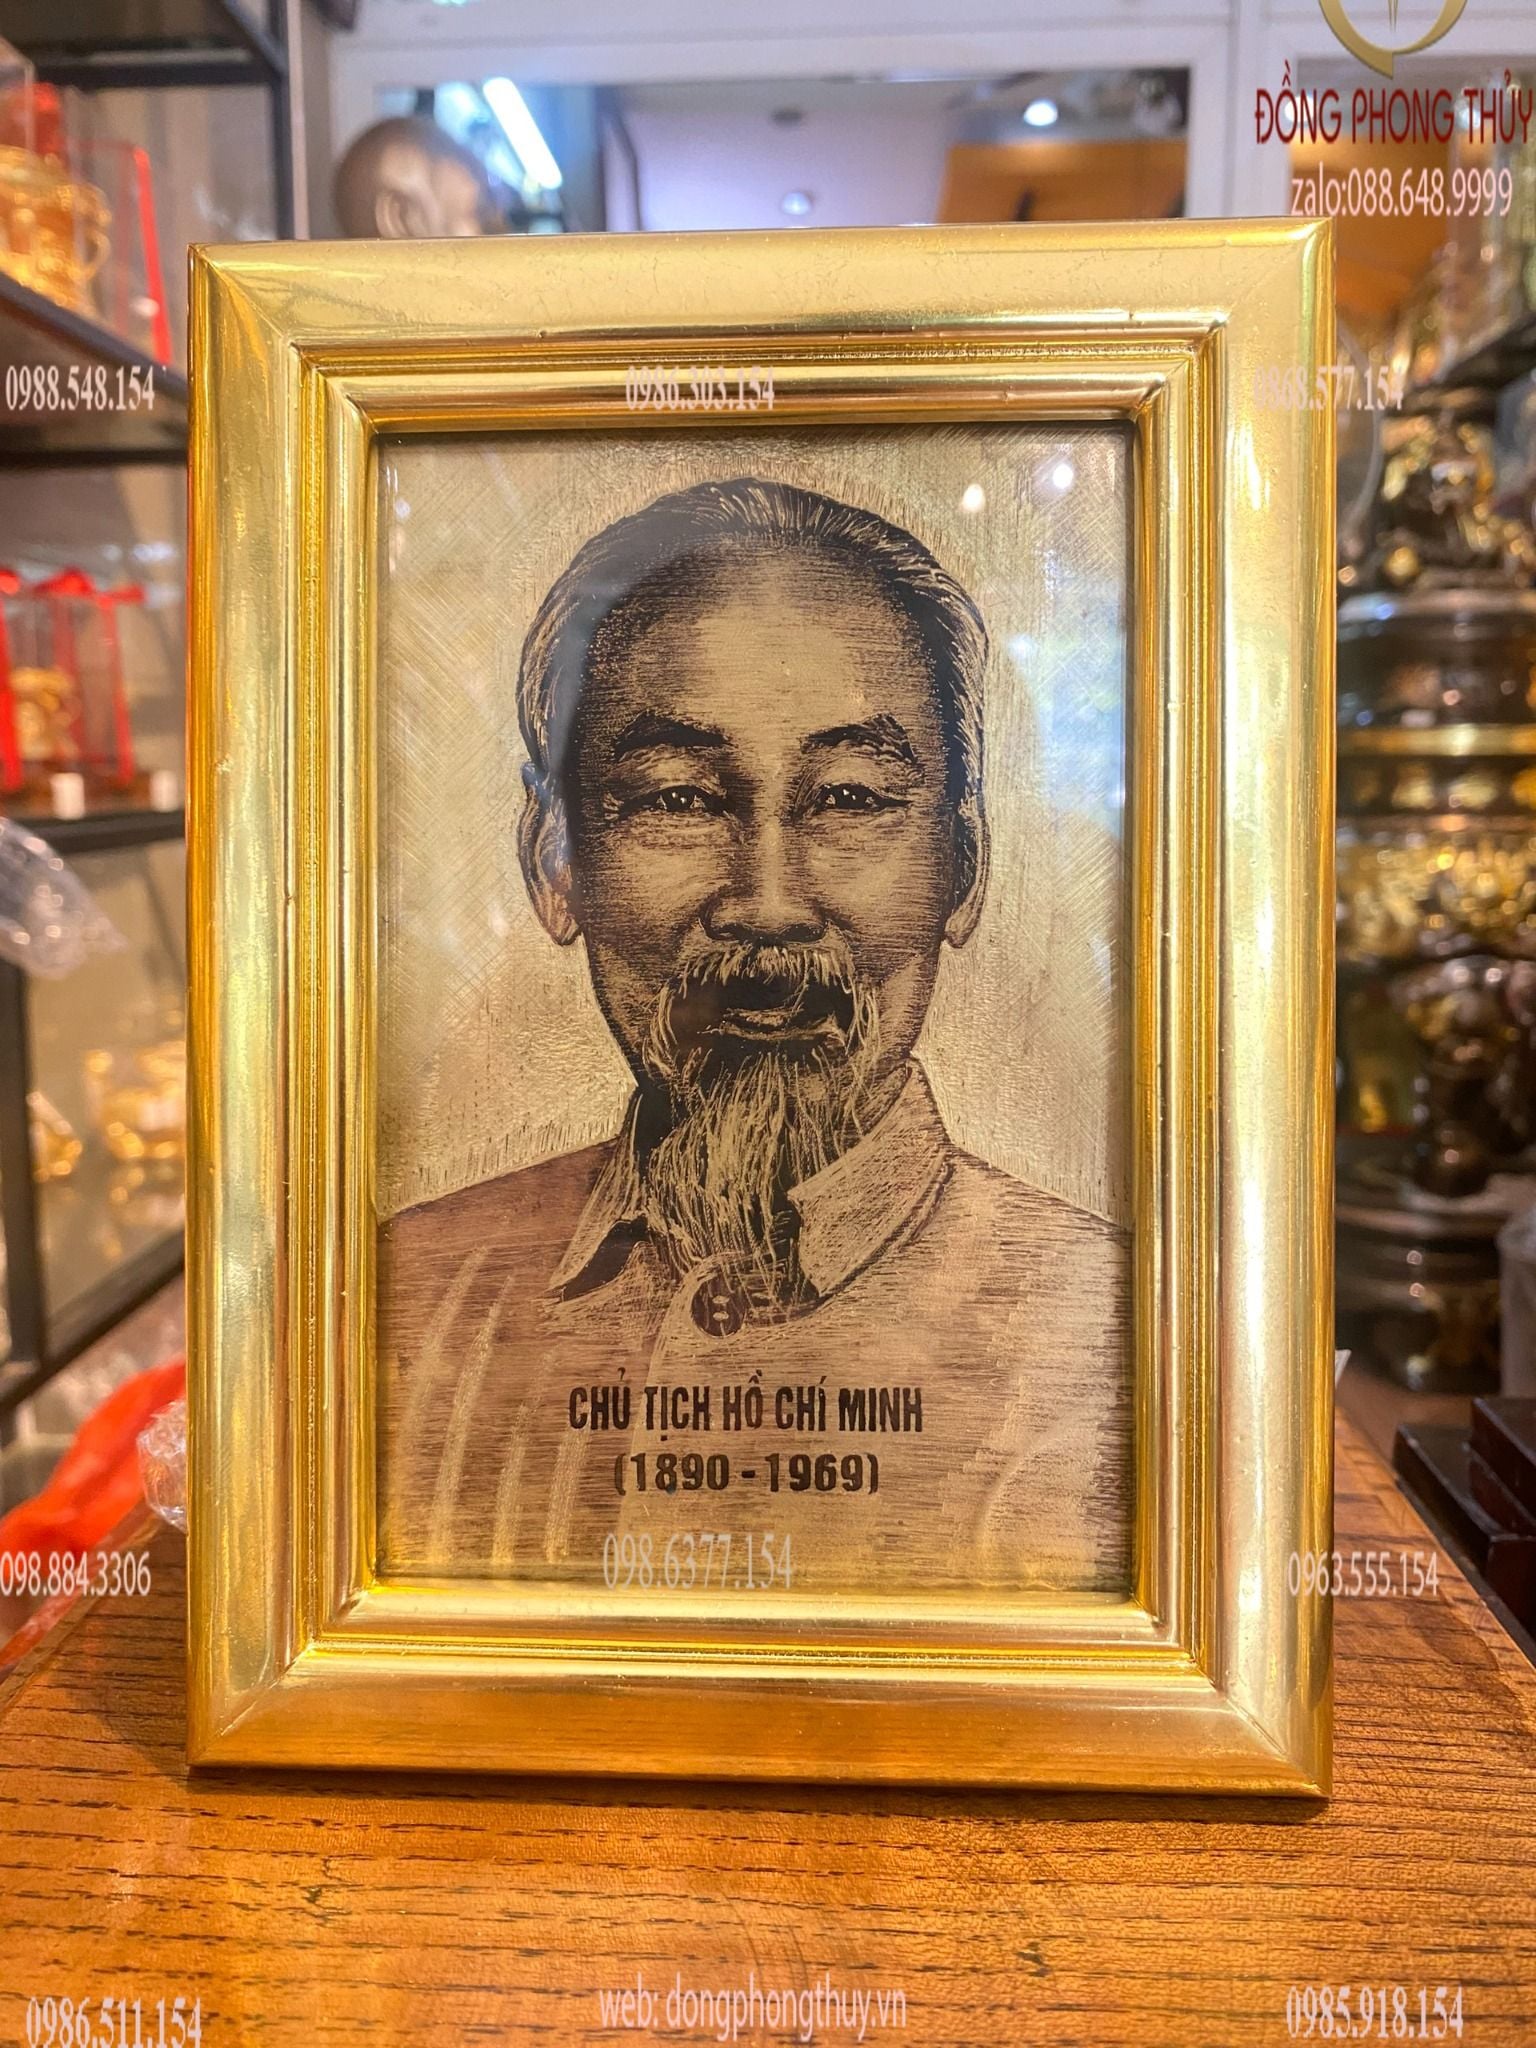 ĐỒNG PHONG THỦY
zalo:088.648.9999
0988.548.154
0986.303.154
0868.577.154
CHỦ TỊCH HỒ CHÍ MINH
(1890 - 1969)
098.6377.154
098.884.3306
0963.555.154
web: dongphongthuy.vn
0986.511.154
0985.918.154